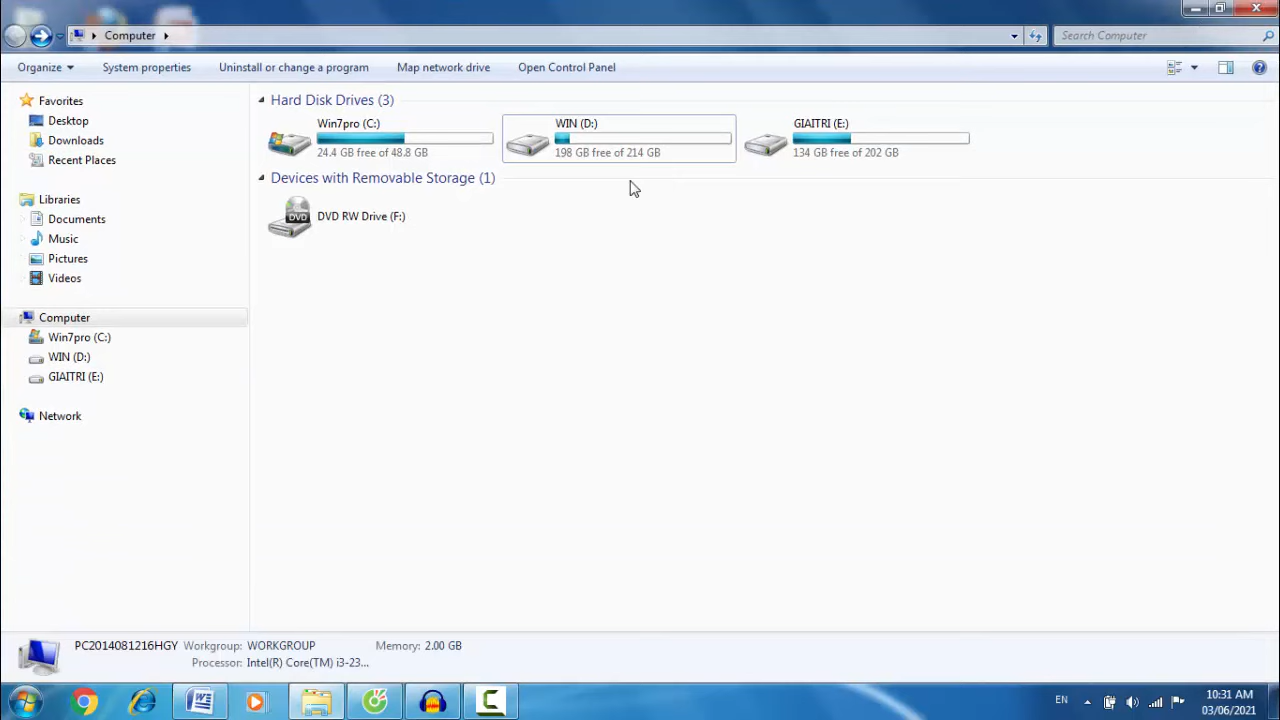 Computer
Search Computer
Organize
System properties
Uninstall or change a program
Map network drive
Open Control Panel
Favorites
Desktop
Downloads
Recent Places
Libraries
Documents
Music
Pictures
Videos
Computer
Win7pro (C:)
WIN (D:)
GIAITRI (E:)
Network
Hard Disk Drives (3)
Win7pro (C:)
24.4 GB free of 48.8 GB
WIN (D:)
198 GB free of 214 GB
GIAITRI (E:)
134 GB free of 202 GB
Devices with Removable Storage (1)
DVD
DVD RW Drive (F:)
PC2014081216HGY Workgroup: WORKGROUP Memory: 2.00 GB
Processor: Intel(R) Core(TM) i3-23...
EN
10:31 AM
03/06/2021